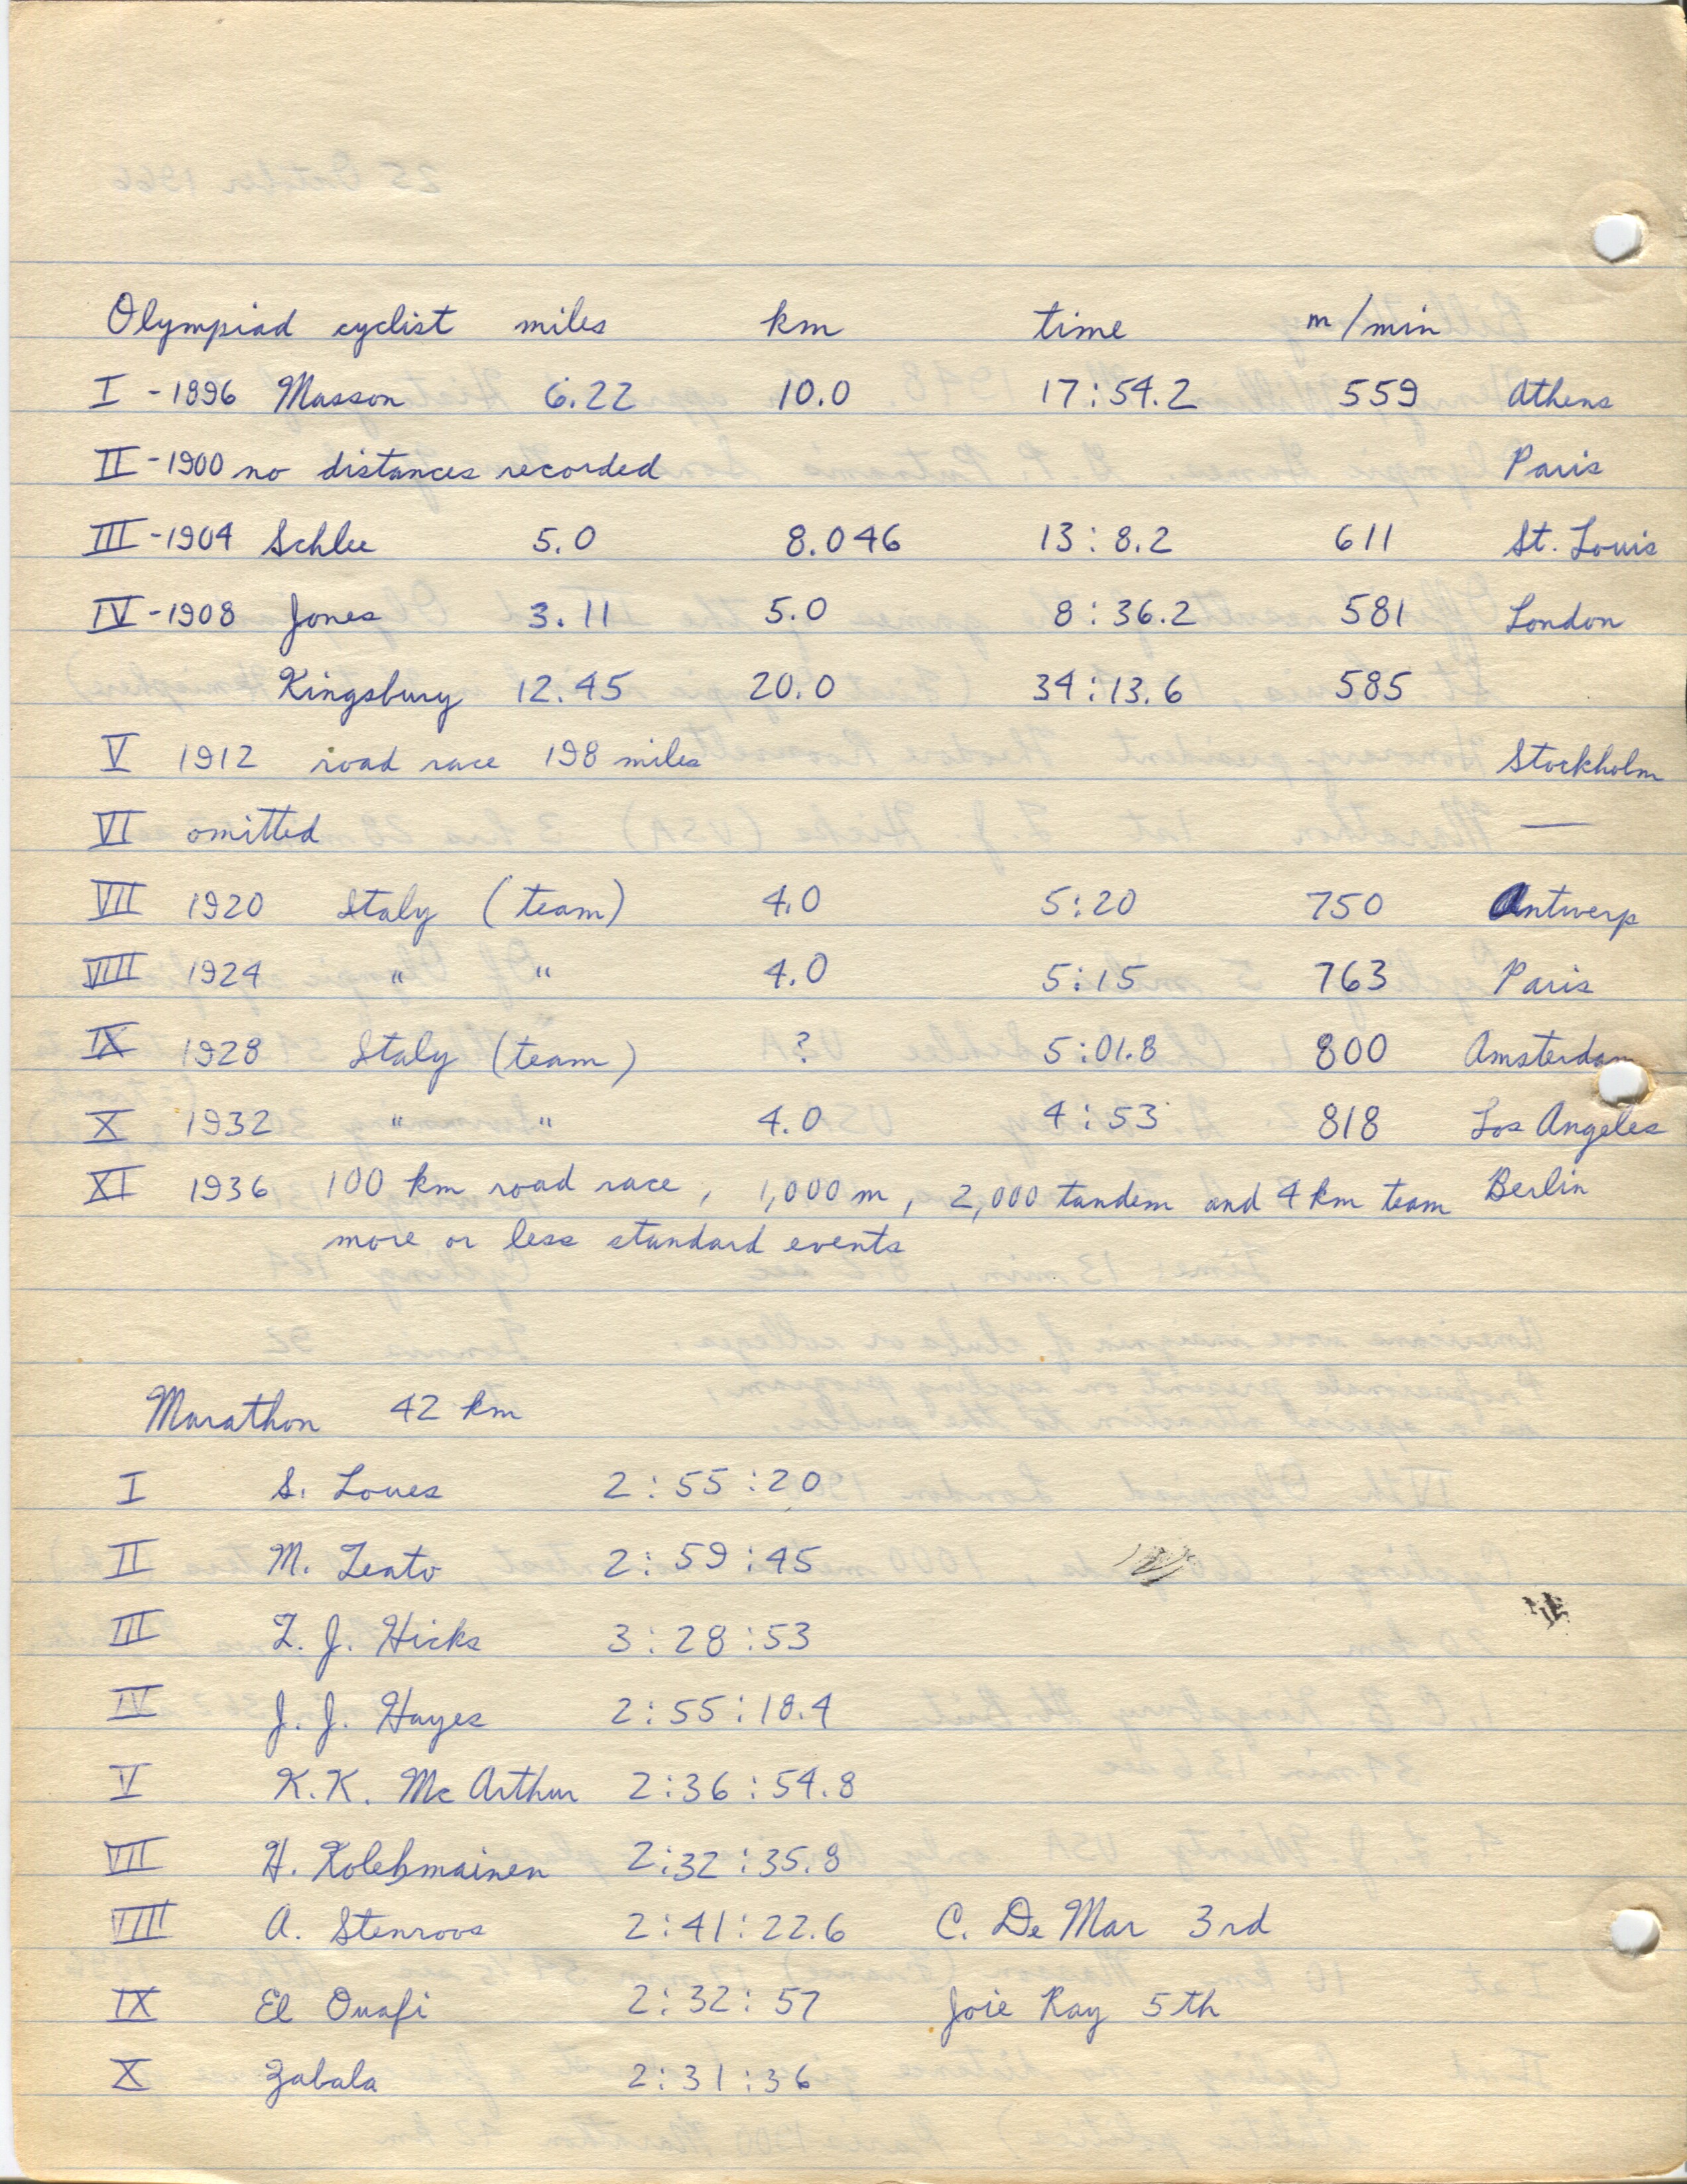 25 October 1966
Olympiad cyclist miles km time m/min
I - 1896 Masson 6.22 10.0 17:54.2 559 Athens
II - 1900 no distances recorded Paris
III - 1904 Schlee 5.0 8.046 13:8.2 611 St. Louis
IV - 1908 Jones 3.11 5.0 8:36.2 581 London
Kingsbury 12.45 20.0 34:13.6 585
V 1912 road race 198 miles Stockholm
VI omitted —
VII 1920 Italy (team) 4.0 5:20 750 Antwerp
VIII 1924 " " 4.0 5:15 763 Paris
IX 1928 Italy (team) ? 5:01.8 800 Amsterdam
X 1932 " " 4.0 4:53 818 Los Angeles
XI 1936 100 km road race, 1,000 m, 2,000 tandem and 4 km team Berlin
more or less standard events
Marathon 42 km
I S. Loues 2:55:20
II M. Teato 2:59:45
III T. J. Hicks 3:28:53
IV J. J. Hayes 2:55:18.4
V K.K. McArthur 2:36:54.8
VII H. Kolehmainen 2:32:35.8
VIII A. Stenroos 2:41:22.6 C. De Mar 3rd
IX El Ouafi 2:32:57 Joie Ray 5th
X Zabala 2:31:36